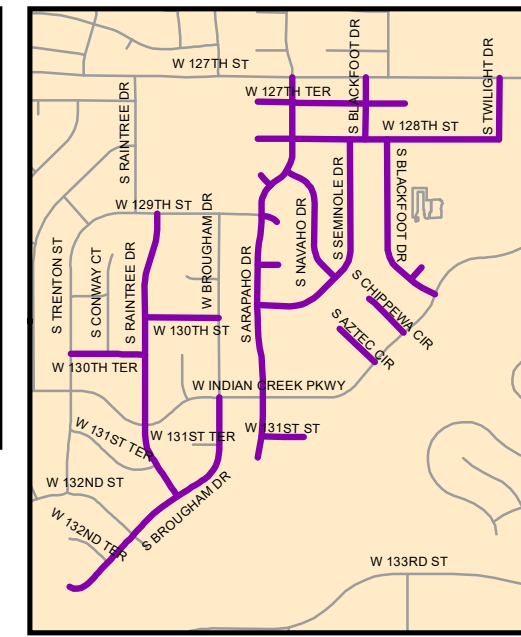 W 127TH ST
S BLACKFOOT DR
S TWILIGHT DR
S RAINTREE DR
W 127TH TER
W 128TH ST
S BLACKFOOT DR
S SEMINOLE DR
W 129TH ST
W BROUGHAM DR
S NAVAHO DR
S TRENTON ST
S CONWAY CT
S RAINTREE DR
S ARAPAHO DR
S CHIPPEWA CIR
S AZTEC CIR
W 130TH ST
W 130TH TER
W INDIAN CREEK PKWY
W 131ST TER
W 131ST TER
W 131ST ST
W 132ND ST
S BROUGHAM DR
W 132ND TER
W 133RD ST